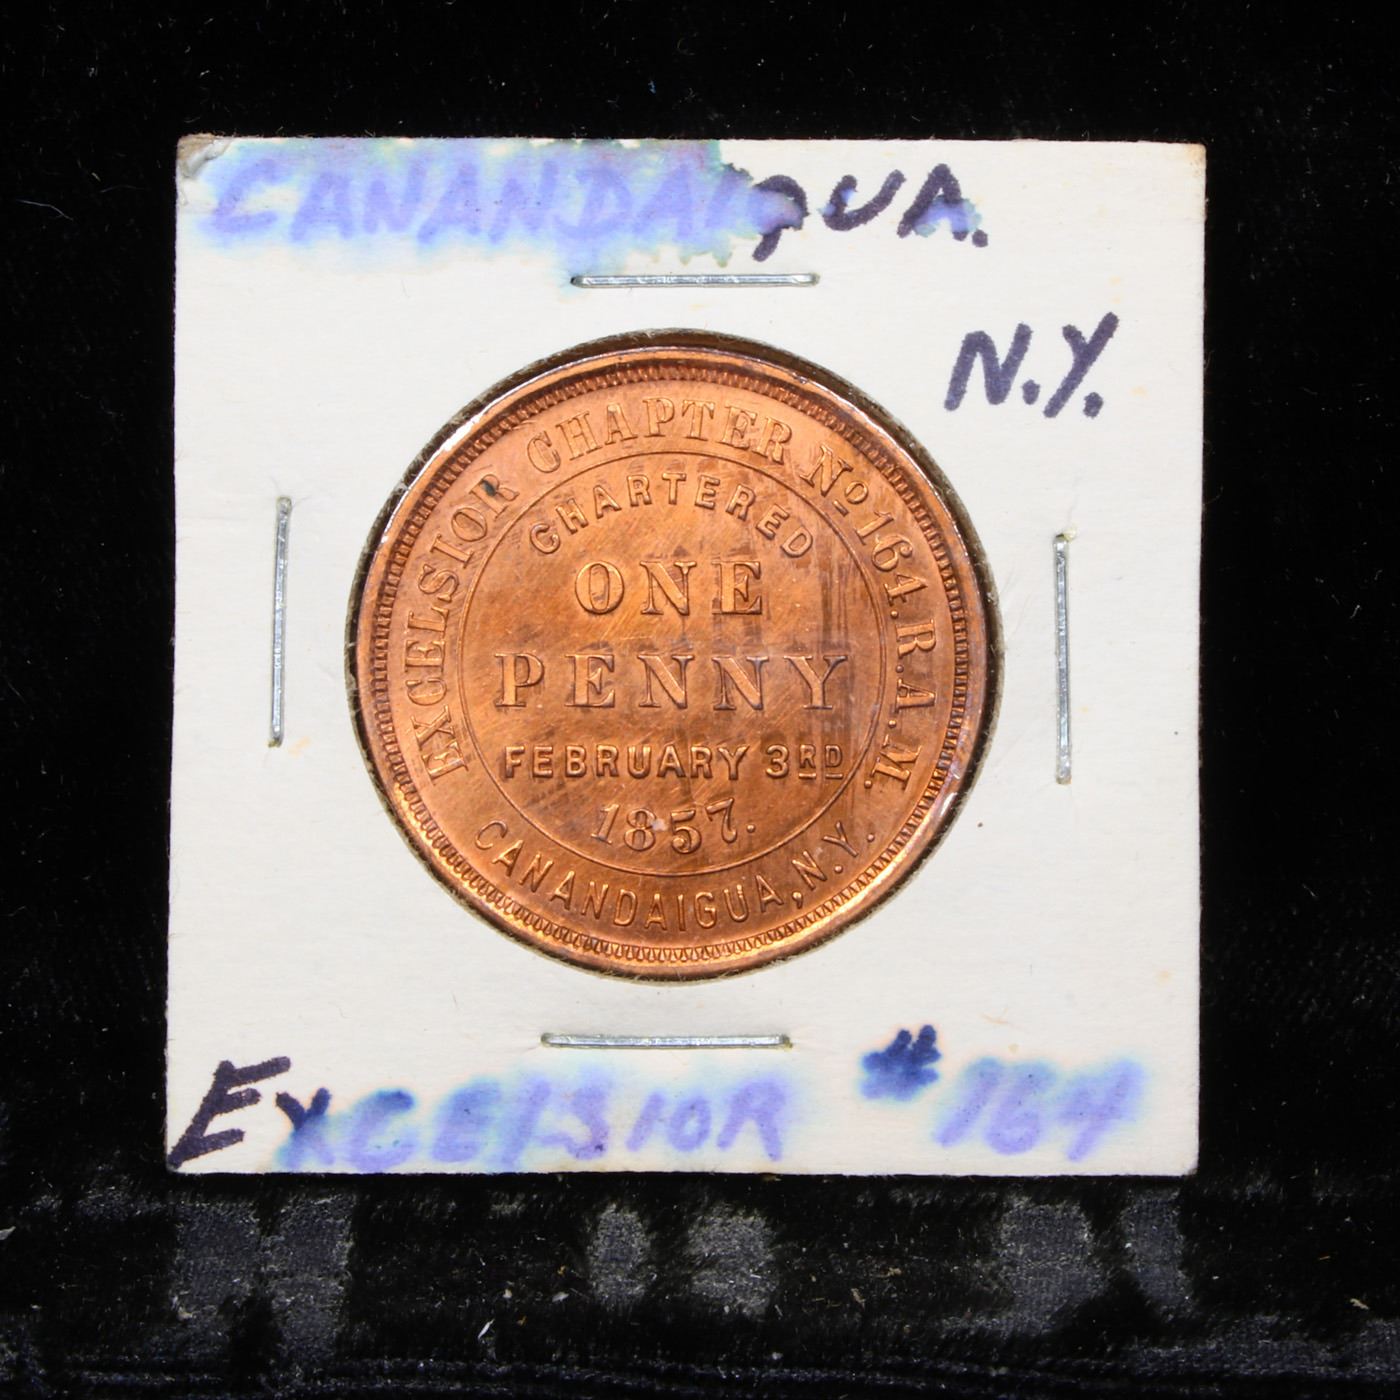 CANANDAIGUA.
N.Y.
EXCELSIOR CHAPTER No 164. R.A.M.
CHARTERED
ONE
PENNY
FEBRUARY 3RD
1857.
CANANDAIGUA, N.Y.
EXCELSIOR #164